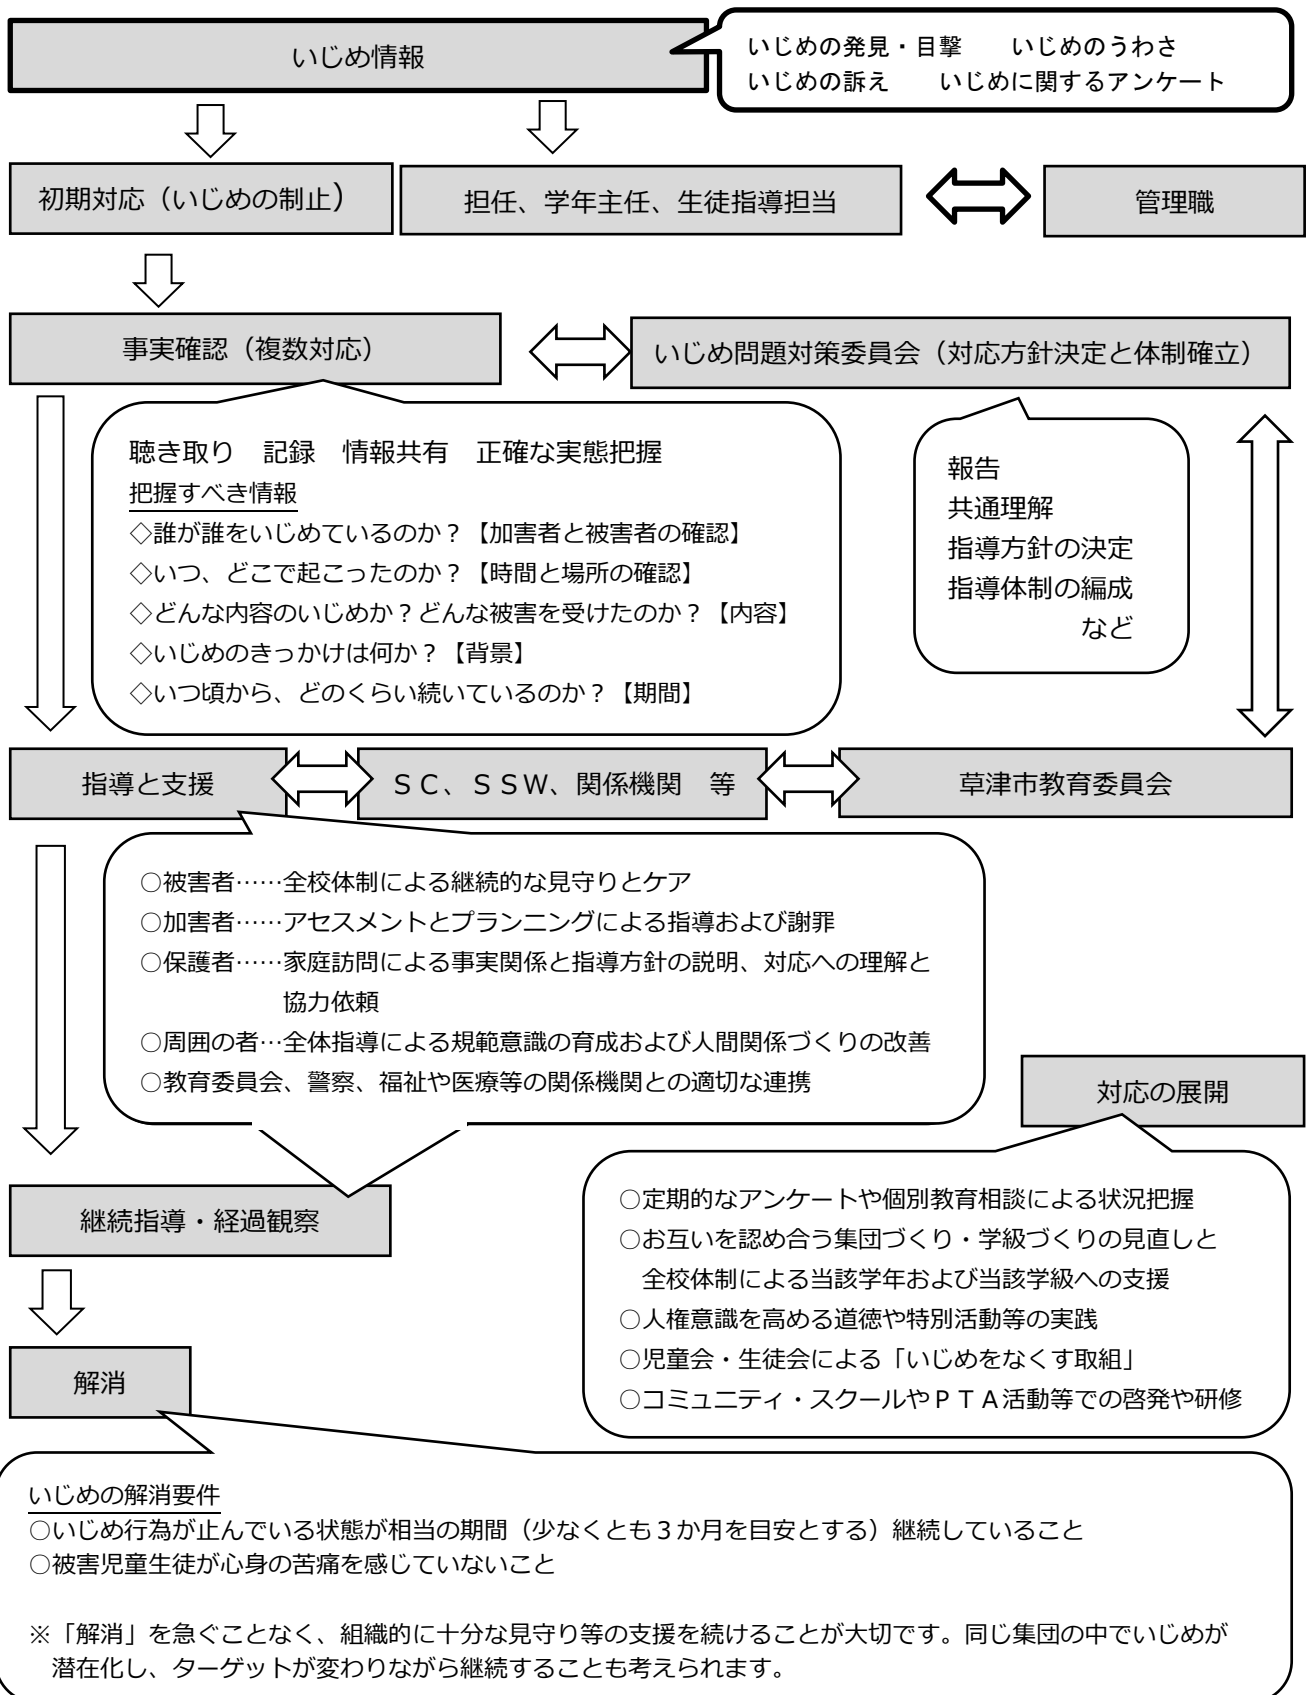 いじめ情報
いじめの発見・目撃　　いじめのうわさ
いじめの訴え　　いじめに関するアンケート
初期対応（いじめの制止）
担任、学年主任、生徒指導担当
管理職
事実確認（複数対応）
いじめ問題対策委員会（対応方針決定と体制確立）
聴き取り　記録　情報共有　正確な実態把握
把握すべき情報
◇誰が誰をいじめているのか？【加害者と被害者の確認】
◇いつ、どこで起こったのか？【時間と場所の確認】
◇どんな内容のいじめか？どんな被害を受けたのか？【内容】
◇いじめのきっかけは何か？【背景】
◇いつ頃から、どのくらい続いているのか？【期間】
報告
共通理解
指導方針の決定
指導体制の編成
など
指導と支援
ＳＣ、ＳＳＷ、関係機関　等
草津市教育委員会
○被害者……全校体制による継続的な見守りとケア
○加害者……アセスメントとプランニングによる指導および謝罪
○保護者……家庭訪問による事実関係と指導方針の説明、対応への理解と
協力依頼
○周囲の者…全体指導による規範意識の育成および人間関係づくりの改善
○教育委員会、警察、福祉や医療等の関係機関との適切な連携
対応の展開
○定期的なアンケートや個別教育相談による状況把握
○お互いを認め合う集団づくり・学級づくりの見直しと
全校体制による当該学年および当該学級への支援
○人権意識を高める道徳や特別活動等の実践
○児童会・生徒会による「いじめをなくす取組」
○コミュニティ・スクールやＰＴＡ活動等での啓発や研修
継続指導・経過観察
解消
いじめの解消要件
○いじめ行為が止んでいる状態が相当の期間（少なくとも３か月を目安とする）継続していること
○被害児童生徒が心身の苦痛を感じていないこと
※「解消」を急ぐことなく、組織的に十分な見守り等の支援を続けることが大切です。同じ集団の中でいじめが
潜在化し、ターゲットが変わりながら継続することも考えられます。